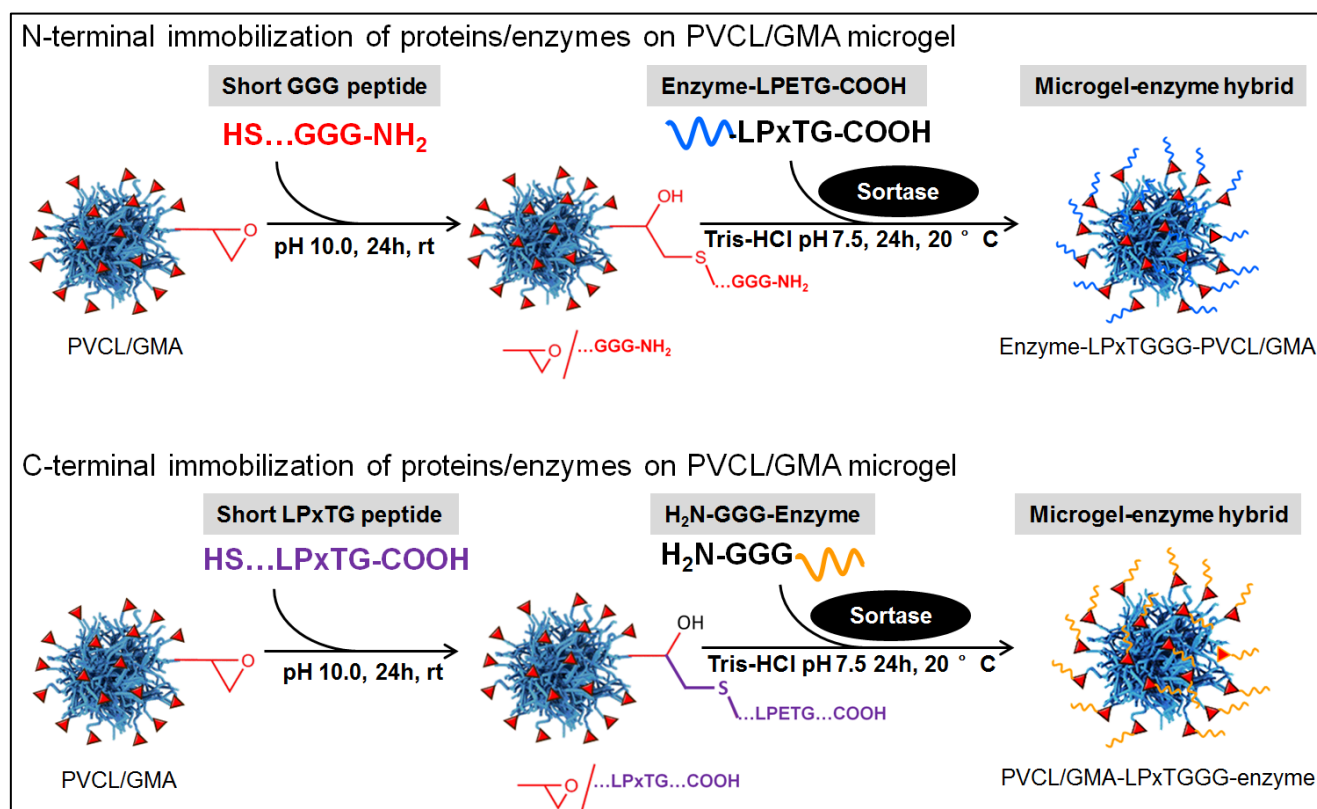 N-terminal immobilization of proteins/enzymes on PVCL/GMA microgel
Short GGG peptide
Enzyme-LPETG-COOH
Microgel-enzyme hybrid
HS...GGG-NH₂
-LPxTG-COOH
Sortase
OH
O
S
pH 10.0, 24h, rt
Tris-HCl pH 7.5, 24h, 20 ° C
...GGG-NH₂
PVCL/GMA
O
...GGG-NH₂
Enzyme-LPxTGGG-PVCL/GMA
C-terminal immobilization of proteins/enzymes on PVCL/GMA microgel
Short LPxTG peptide
H₂N-GGG-Enzyme
Microgel-enzyme hybrid
HS...LPxTG-COOH
H₂N-GGG
Sortase
OH
O
S
pH 10.0, 24h, rt
Tris-HCl pH 7.5 24h, 20 ° C
...LPETG...COOH
PVCL/GMA
O
...LPxTG...COOH
PVCL/GMA-LPxTGGG-enzyme